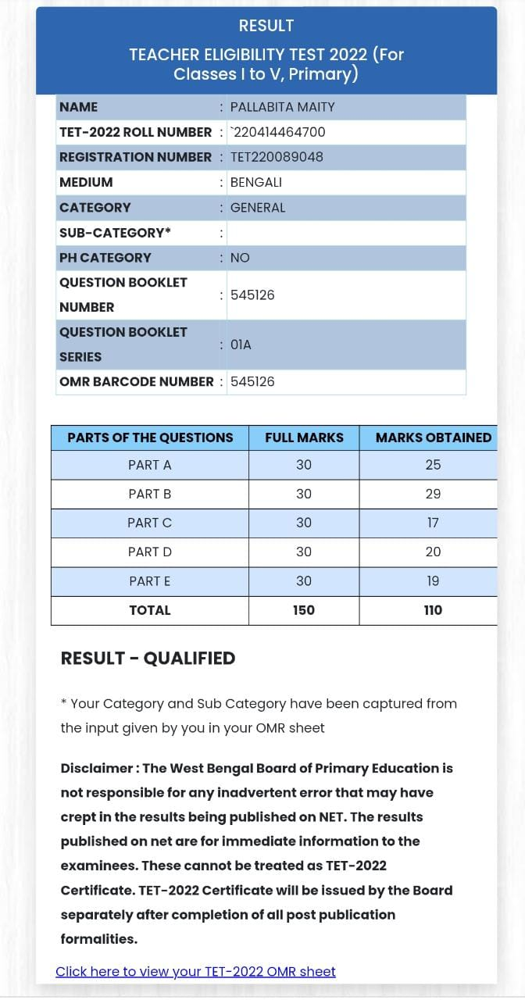 RESULT
TEACHER ELIGIBILITY TEST 2022 (For
Classes I to V, Primary)
NAME : PALLABITA MAITY
TET-2022 ROLL NUMBER : `220414464700
REGISTRATION NUMBER : TET220089048
MEDIUM : BENGALI
CATEGORY : GENERAL
SUB-CATEGORY* :
PH CATEGORY : NO
QUESTION BOOKLET
NUMBER : 545126
QUESTION BOOKLET
SERIES : 01A
OMR BARCODE NUMBER : 545126
PARTS OF THE QUESTIONS FULL MARKS MARKS OBTAINED
PART A 30 25
PART B 30 29
PART C 30 17
PART D 30 20
PART E 30 19
TOTAL 150 110
RESULT - QUALIFIED
* Your Category and Sub Category have been captured from
the input given by you in your OMR sheet
Disclaimer : The West Bengal Board of Primary Education is
not responsible for any inadvertent error that may have
crept in the results being published on NET. The results
published on net are for immediate information to the
examinees. These cannot be treated as TET-2022
Certificate. TET-2022 Certificate will be issued by the Board
separately after completion of all post publication
formalities.
Click here to view your TET-2022 OMR sheet